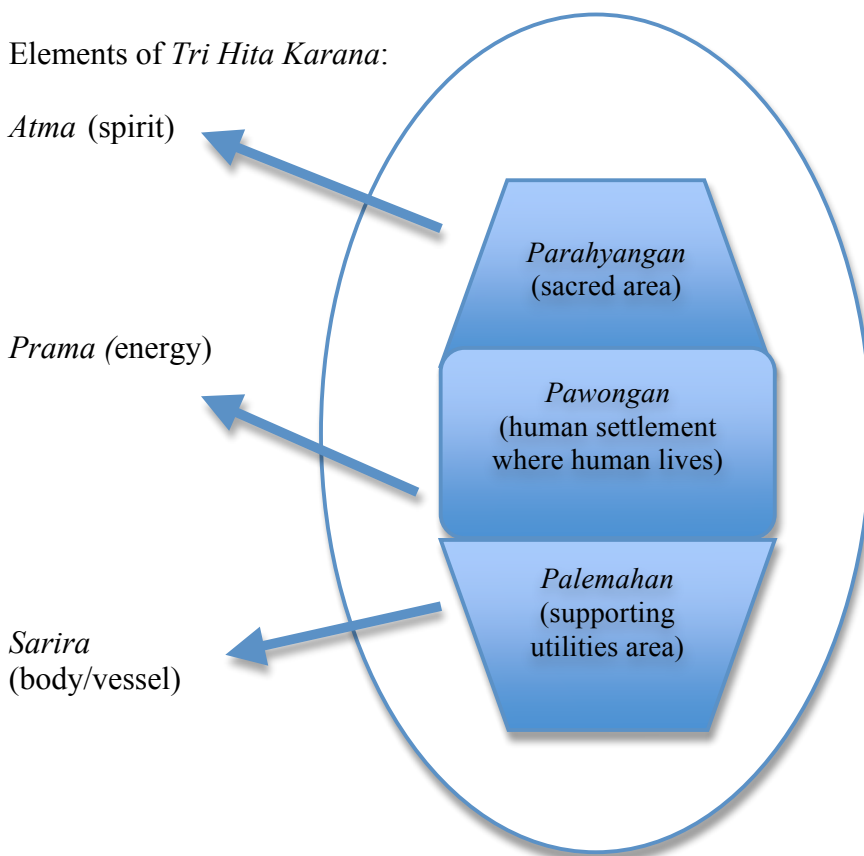 Elements of Tri Hita Karana:
Atma (spirit)
Parahyangan
(sacred area)
Prama (energy)
Pawongan
(human settlement
where human lives)
Palemahan
(supporting
utilities area)
Sarira
(body/vessel)